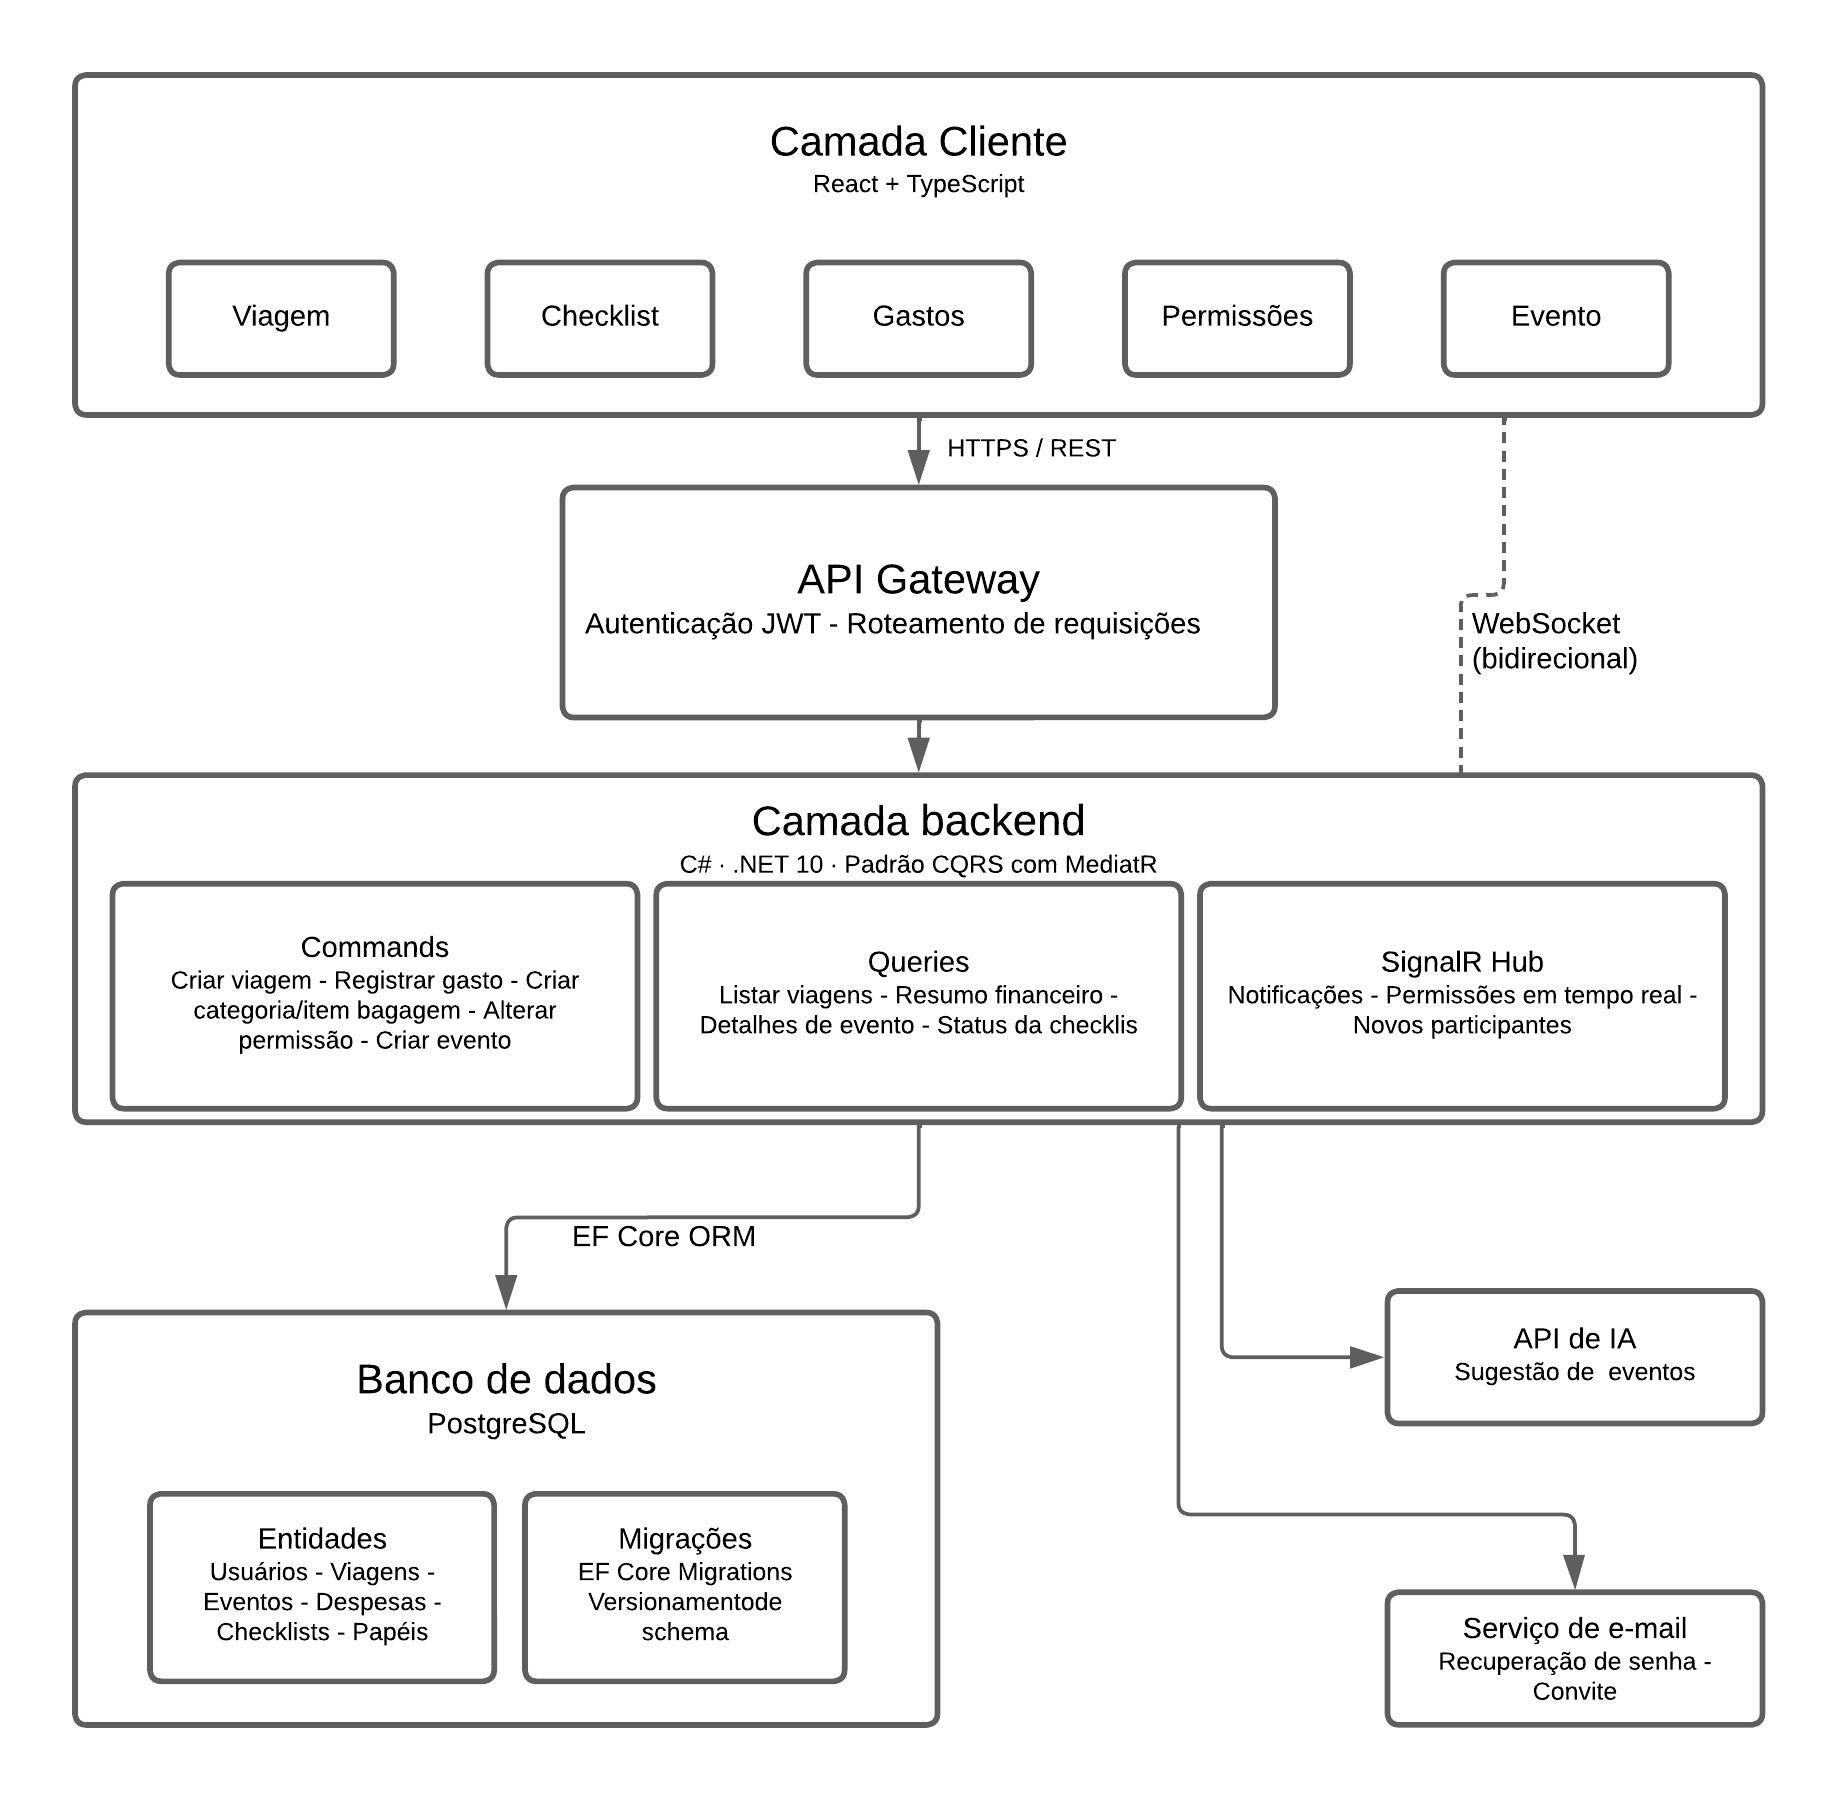 Camada Cliente
React + TypeScript
Viagem
Checklist
Gastos
Permissões
Evento
HTTPS / REST
API Gateway
Autenticação JWT - Roteamento de requisições
WebSocket
(bidirecional)
Camada backend
C# · .NET 10 · Padrão CQRS com MediatR
Commands
Criar viagem - Registrar gasto - Criar
categoria/item bagagem - Alterar
permissão - Criar evento
Queries
Listar viagens - Resumo financeiro -
Detalhes de evento - Status da checklis
SignalR Hub
Notificações - Permissões em tempo real -
Novos participantes
EF Core ORM
Banco de dados
PostgreSQL
Entidades
Usuários - Viagens -
Eventos - Despesas -
Checklists - Papéis
Migrações
EF Core Migrations
Versionamentode
schema
API de IA
Sugestão de  eventos
Serviço de e-mail
Recuperação de senha -
Convite